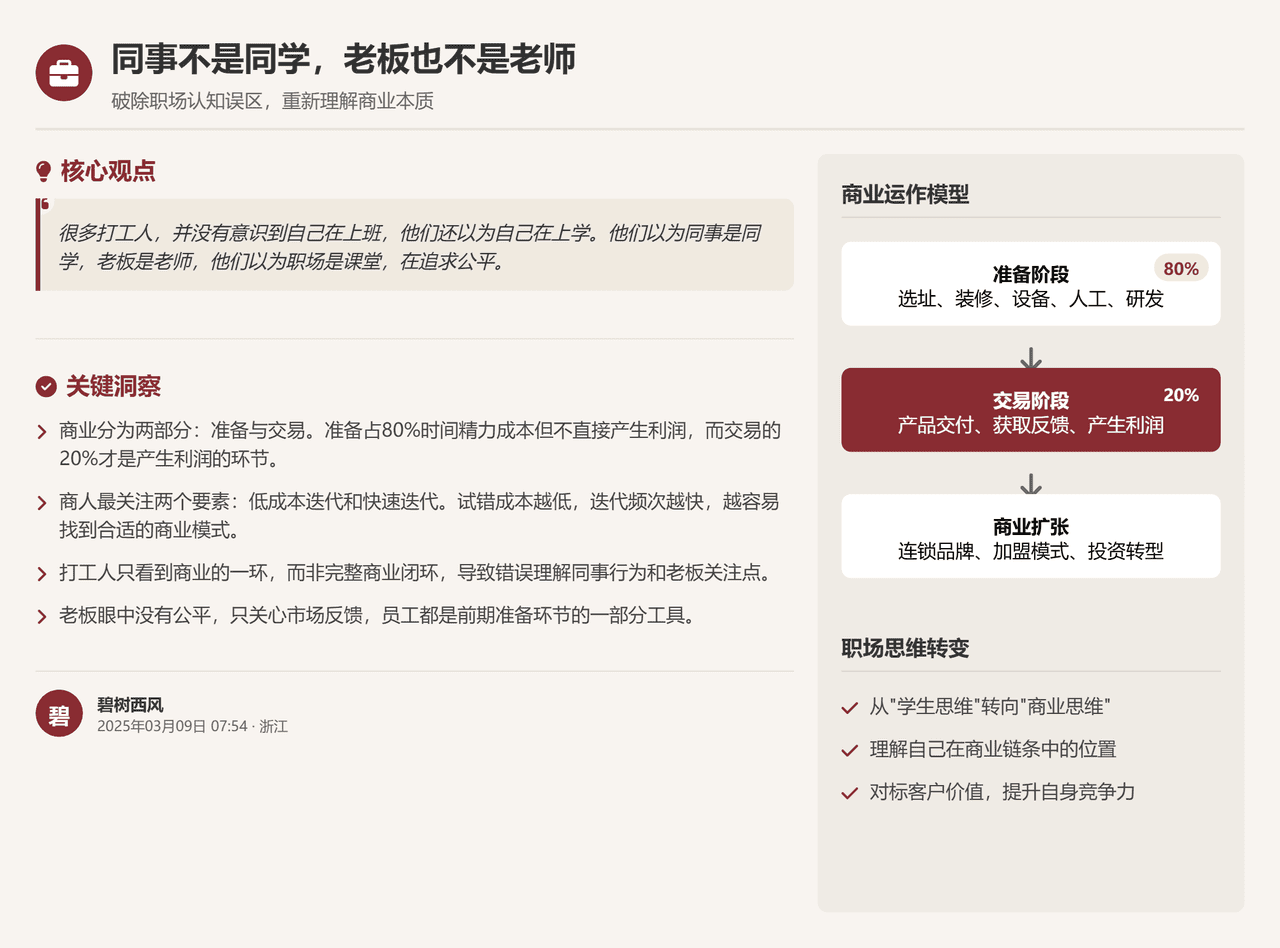 同事不是同学，老板也不是老师
破除职场认知误区，重新理解商业本质
核心观点
很多打工人，并没有意识到自己在上班，他们还以为自己在上学。他们以为同事是同
学，老板是老师，他们以为职场是课堂，在追求公平。
关键洞察
商业分为两部分：准备与交易。准备占80%时间精力成本但不直接产生利润，而交易的
20%才是产生利润的环节。
商人最关注两个要素：低成本迭代和快速迭代。试错成本越低，迭代频次越快，越容易
找到合适的商业模式。
打工人只看到商业的一环，而非完整商业闭环，导致错误理解同事行为和老板关注点。
老板眼中没有公平，只关心市场反馈，员工都是前期准备环节的一部分工具。
碧
碧树西风
2025年03月09日 07:54 · 浙江
商业运作模型
准备阶段
80%
选址、装修、设备、人工、研发
交易阶段
20%
产品交付、获取反馈、产生利润
商业扩张
连锁品牌、加盟模式、投资转型
职场思维转变
从"学生思维"转向"商业思维"
理解自己在商业链条中的位置
对标客户价值，提升自身竞争力